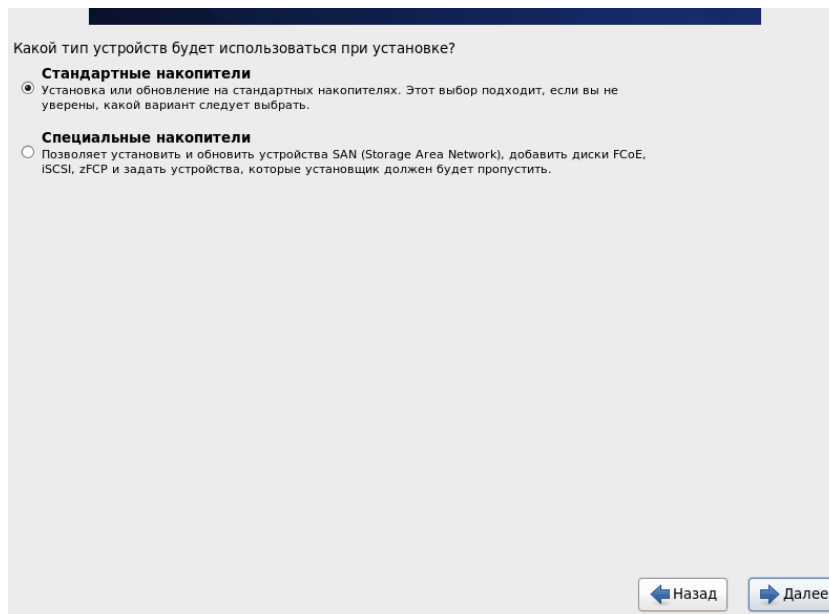 Какой тип устройств будет использоваться при установке?
Стандартные накопители
Установка или обновление на стандартных накопителях. Этот выбор подходит, если вы не
уверены, какой вариант следует выбрать.
Специальные накопители
Позволяет установить и обновить устройства SAN (Storage Area Network), добавить диски FCoE,
iSCSI, zFCP и задать устройства, которые установщик должен будет пропустить.
Назад
Далее